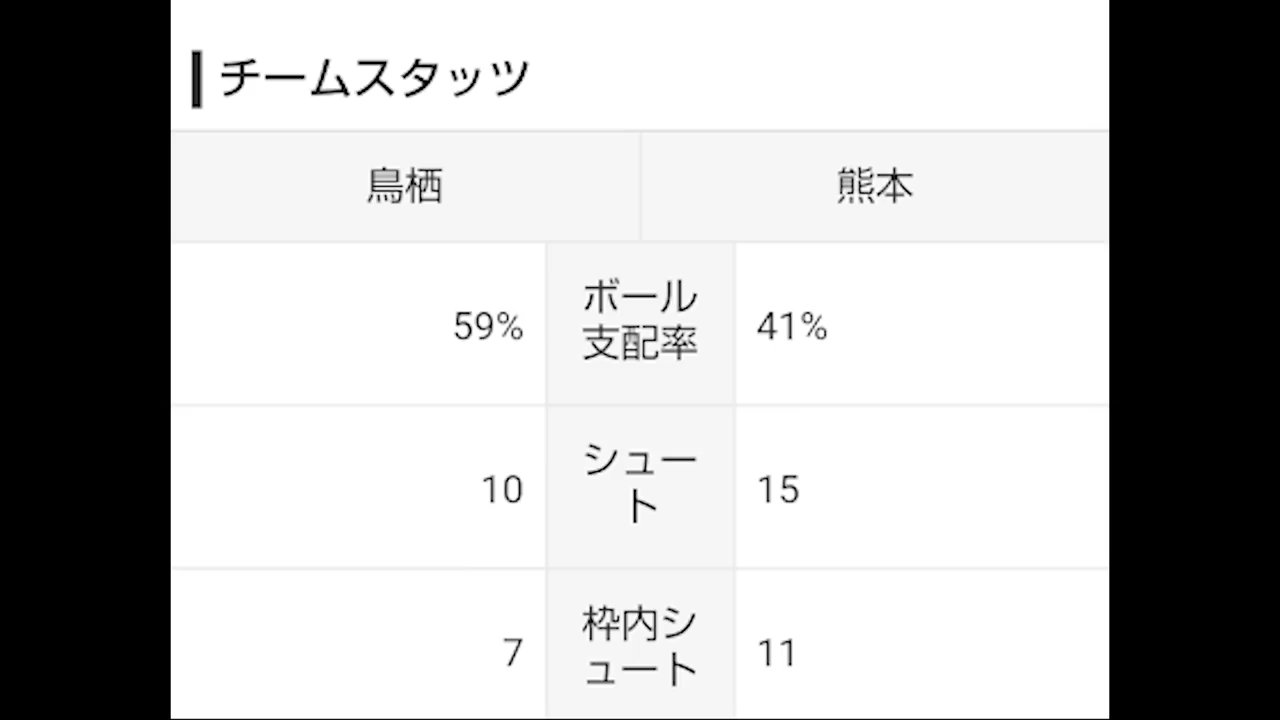 チームスタッツ
鳥栖 熊本
59% ボール支配率 41%
10 シュート 15
7 枠内シュート 11